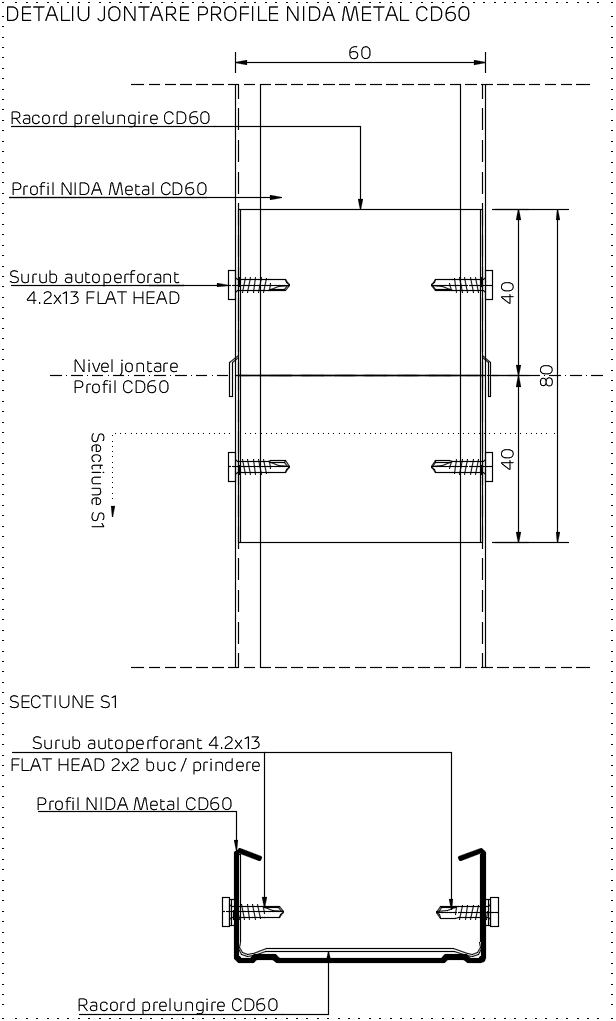 DETALIU JONTARE PROFILE NIDA METAL CD60
60
Racord prelungire CD60
Profil NIDA Metal CD60
Surub autoperforant
4.2x13 FLAT HEAD
40
Nivel jontare
Profil CD60
80
Sectiune S1
40
SECTIUNE S1
Surub autoperforant 4.2x13
FLAT HEAD 2x2 buc / prindere
Profil NIDA Metal CD60
Racord prelungire CD60